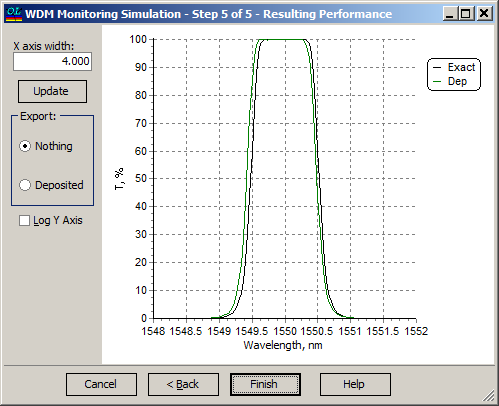 OL WDM Monitoring Simulation - Step 5 of 5 - Resulting Performance
X axis width:
4.000
Update
Export:
Nothing
Deposited
Log Y Axis
T, %
100
90
80
70
60
50
40
30
20
10
0
1548 1548.5 1549 1549.5 1550 1550.5 1551 1551.5 1552
Wavelength, nm
Exact
Dep
Cancel
< Back
Finish
Help